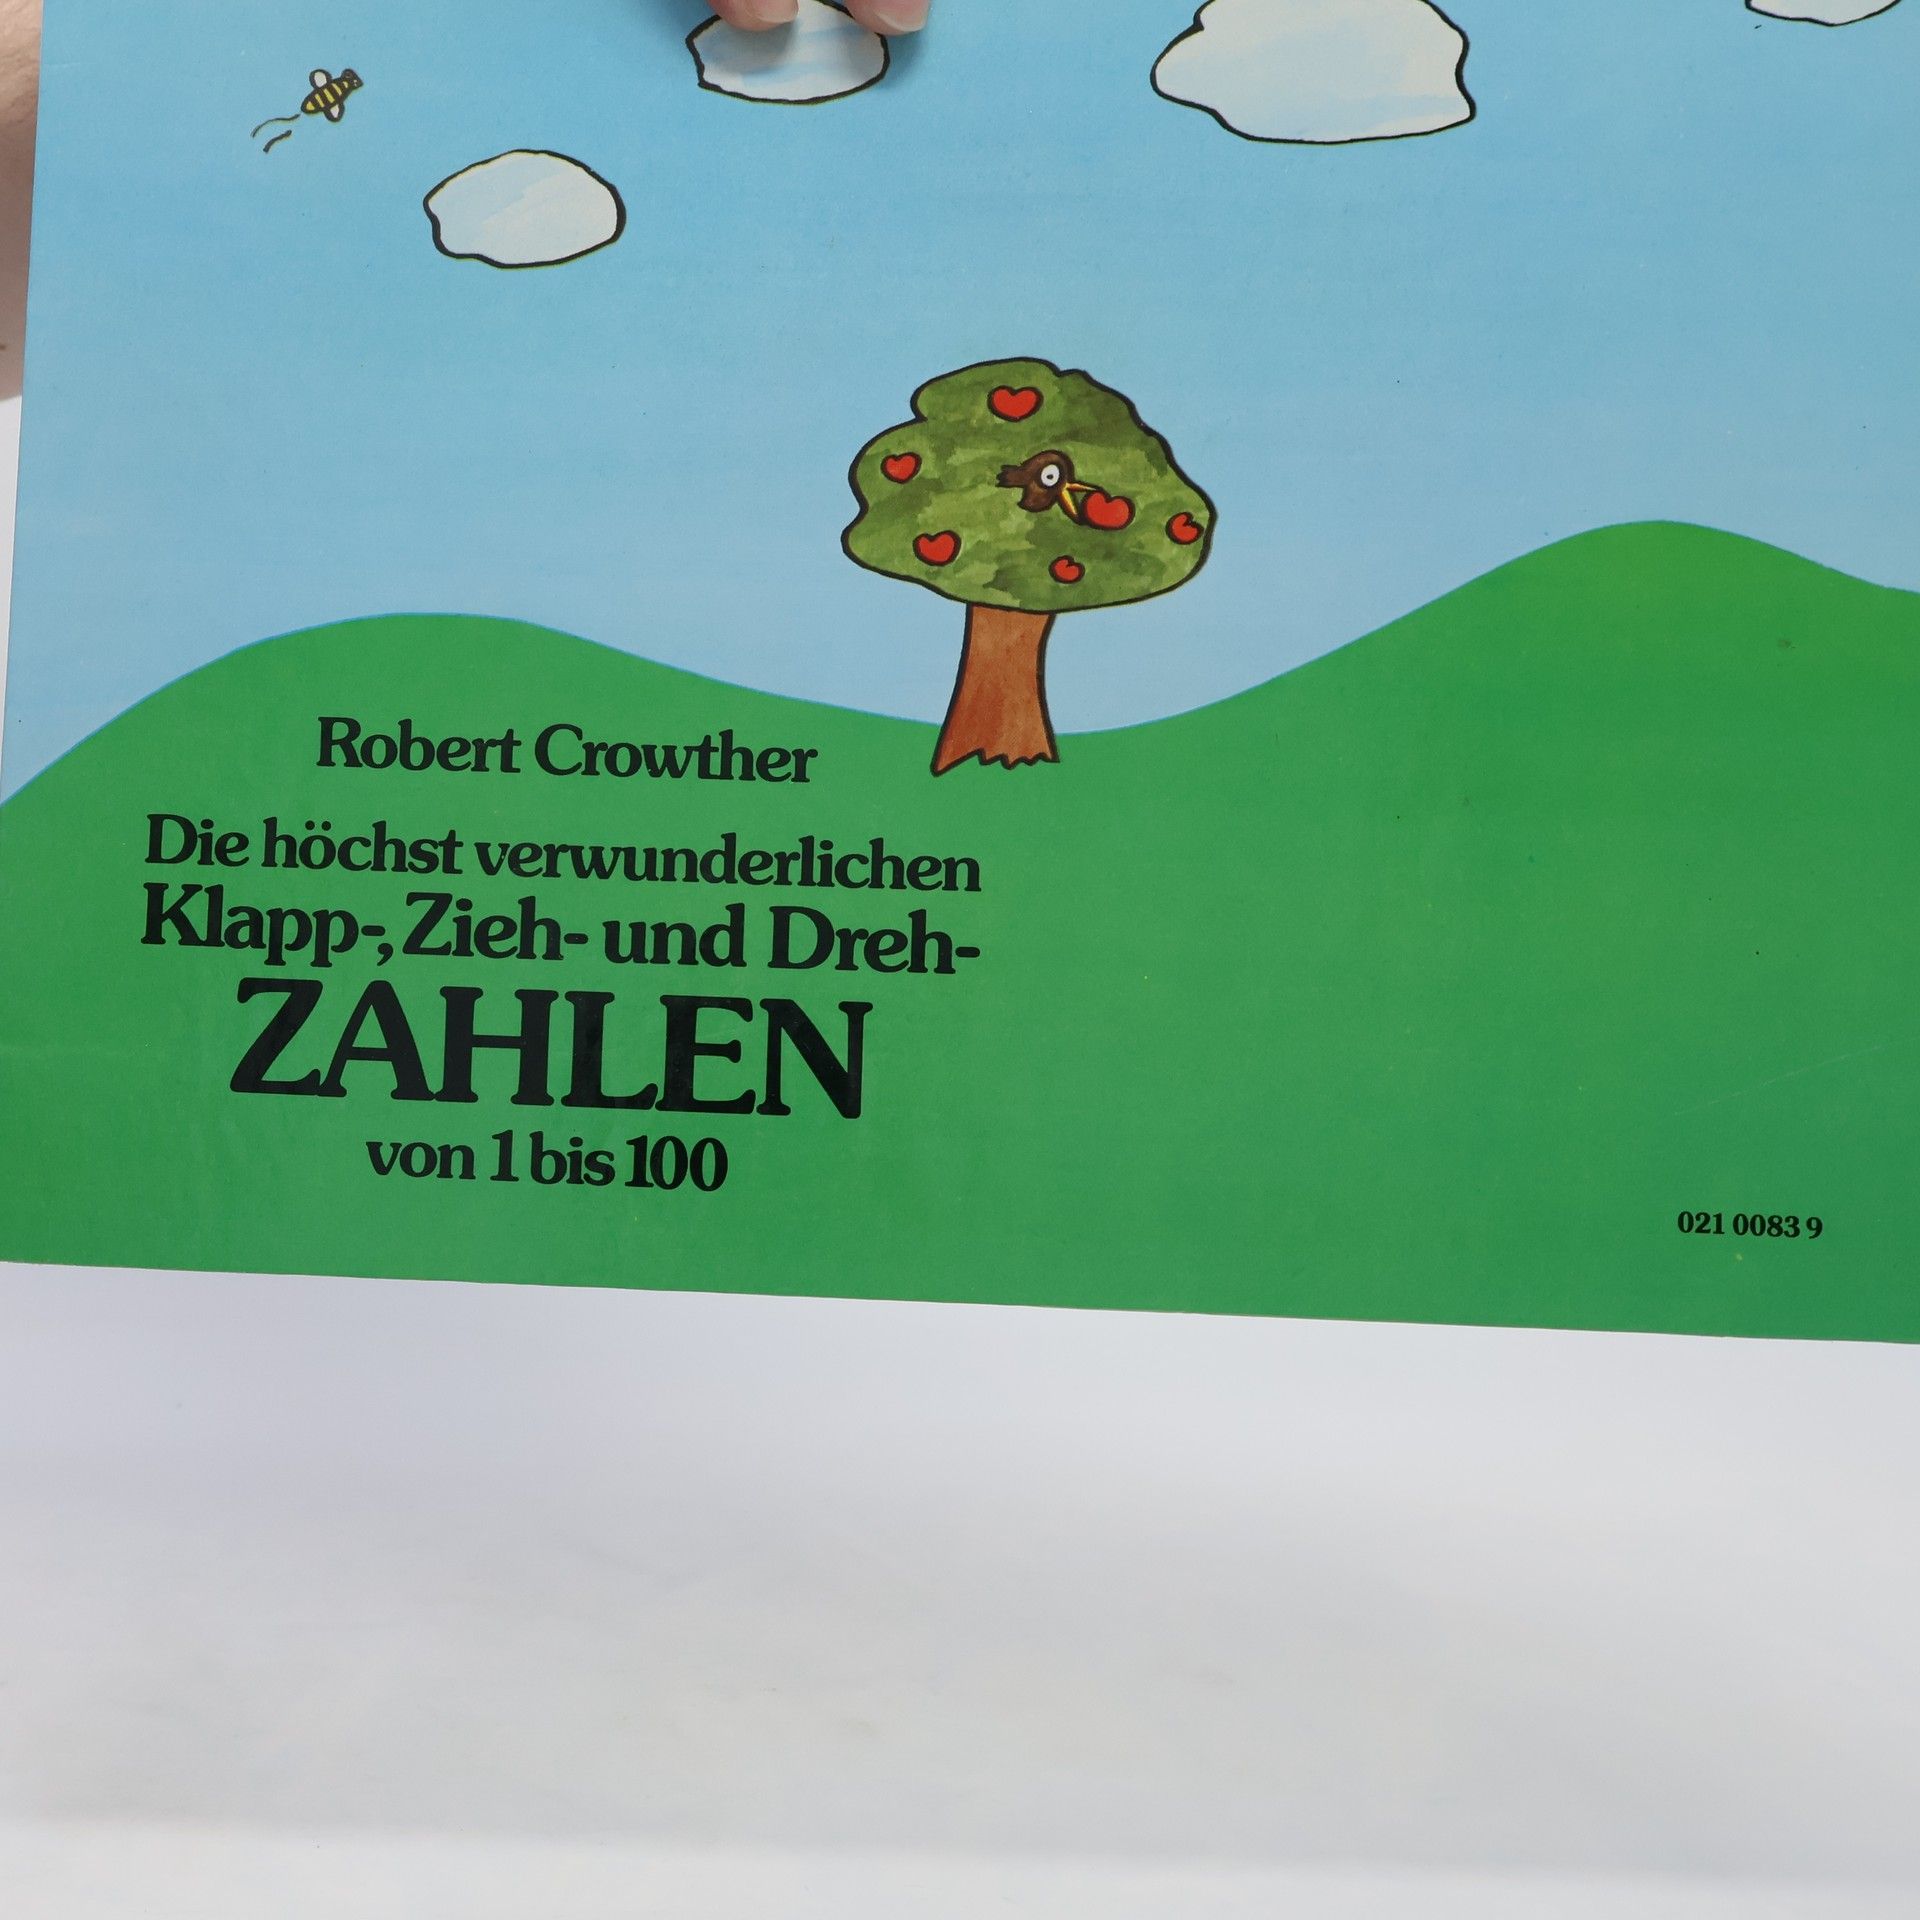 Robert Crowther
Die höchst verwunderlichen
Klapp-, Zieh- und Dreh-
ZAHLEN
von 1 bis 100
021 0083 9